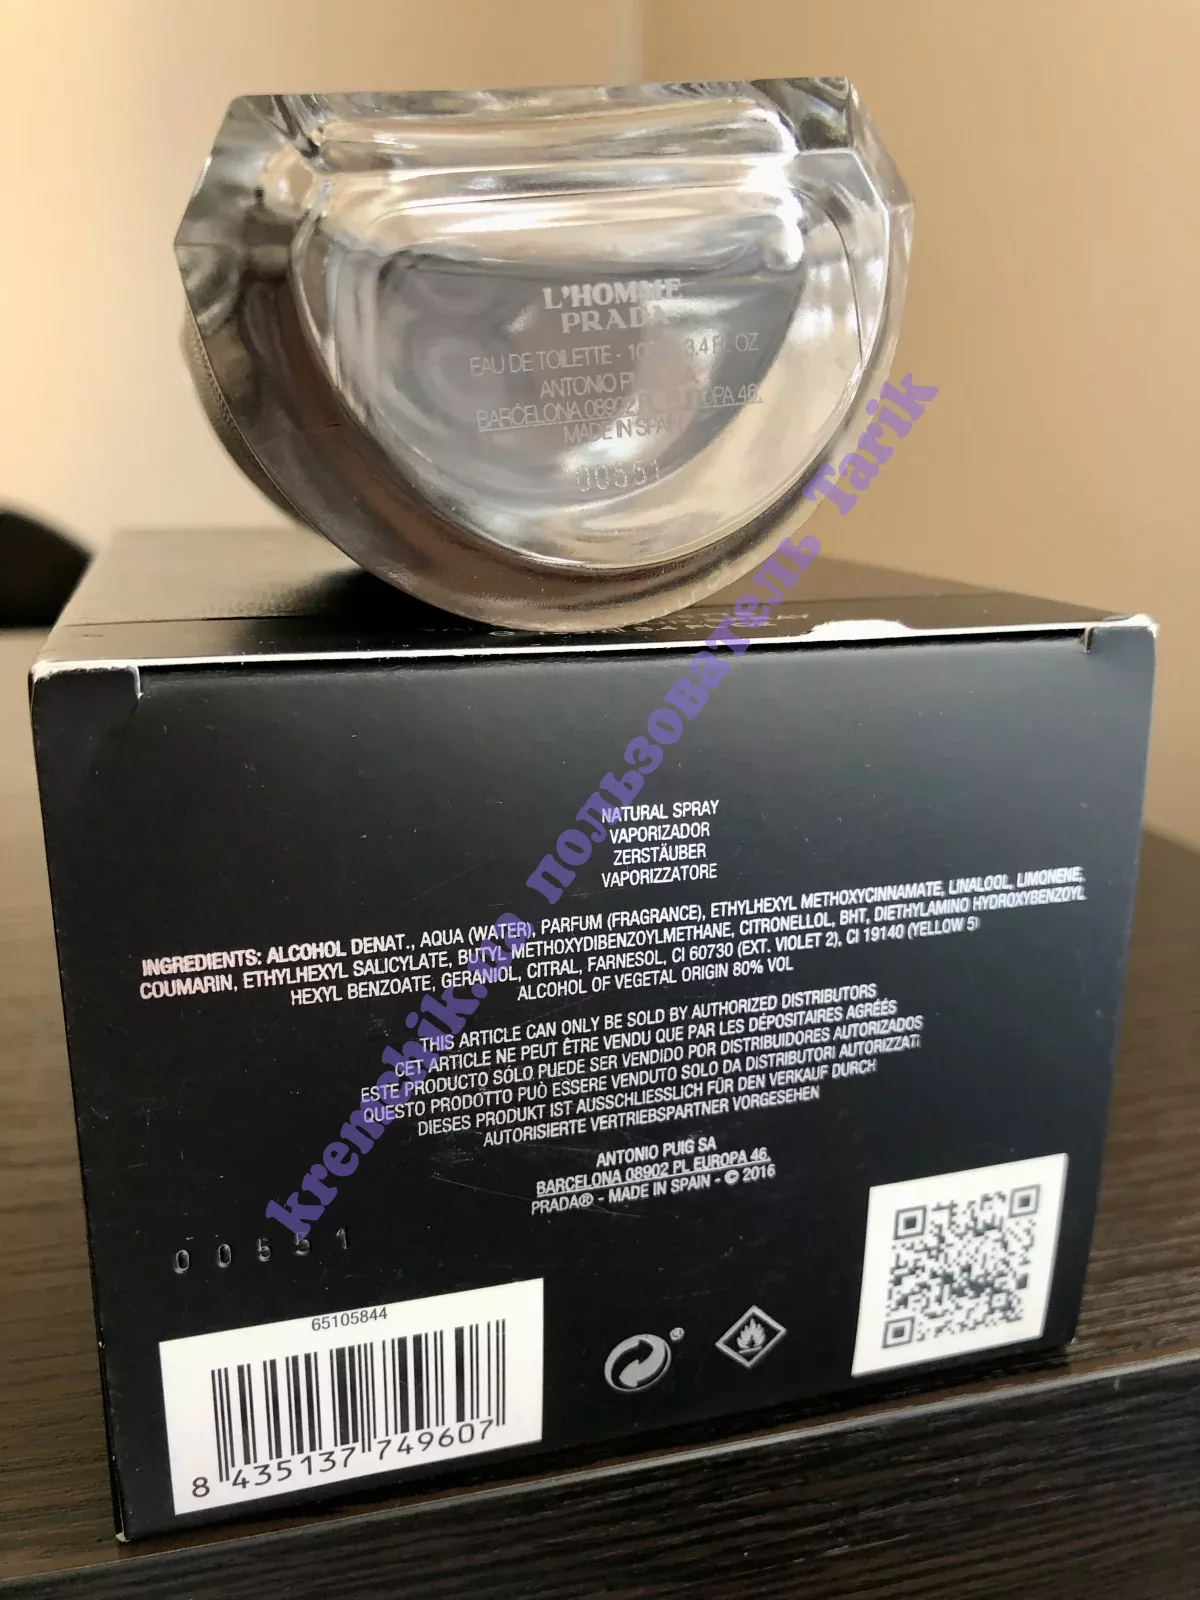 L'HOMME
PRADA
EAU DE TOILETTE - 3.4 FL. OZ
ANTONIO
BARCELONA 08902 PL EUROPA 46.
MADE IN SPAIN
00551
NATURAL SPRAY
VAPORIZADOR
ZERSTÄUBER
VAPORIZZATORE
INGREDIENTS: ALCOHOL DENAT., AQUA (WATER), PARFUM (FRAGRANCE), ETHYLHEXYL METHOXYCINNAMATE, LINALOOL, LIMONENE,
COUMARIN, ETHYLHEXYL SALICYLATE, BUTYL METHOXYDIBENZOYLMETHANE, CITRONELLOL, BHT, DIETHYLAMINO HYDROXYBENZOYL
HEXYL BENZOATE, GERANIOL, CITRAL, FARNESOL, CI 60730 (EXT. VIOLET 2), CI 19140 (YELLOW 5)
ALCOHOL OF VEGETAL ORIGIN 80% VOL
THIS ARTICLE CAN ONLY BE SOLD BY AUTHORIZED DISTRIBUTORS
CET ARTICLE NE PEUT ÊTRE VENDU QUE PAR LES DÉPOSITAIRES AGRÉÉS
ESTE PRODUCTO SÓLO PUEDE SER VENDIDO POR DISTRIBUIDORES AUTORIZADOS
QUESTO PRODOTTO PUÒ ESSERE VENDUTO SOLO DA DISTRIBUTORI AUTORIZZATI
DIESES PRODUKT IST AUSSCHLIESSLICH FÜR DEN VERKAUF DURCH
AUTORISIERTE VERTRIEBSPARTNER VORGESEHEN
ANTONIO PUIG SA
BARCELONA 08902 PL EUROPA 46.
PRADA® - MADE IN SPAIN - © 2016
65105844
8 435137 749607
kremchik.ua пользователь Tarik